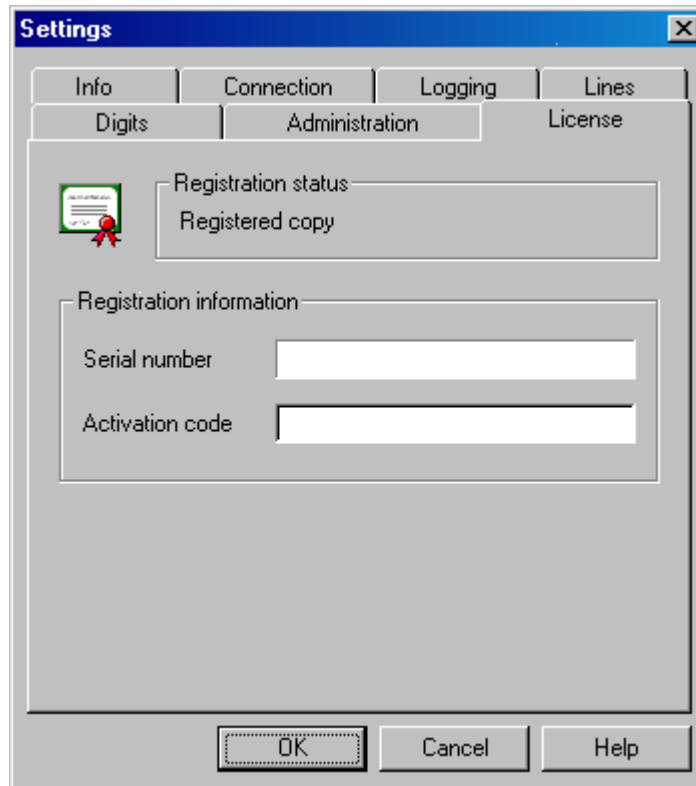 Settings
Info Connection Logging Lines
Digits Administration License
Registration status
Registered copy
Registration information
Serial number
Activation code
OK Cancel Help